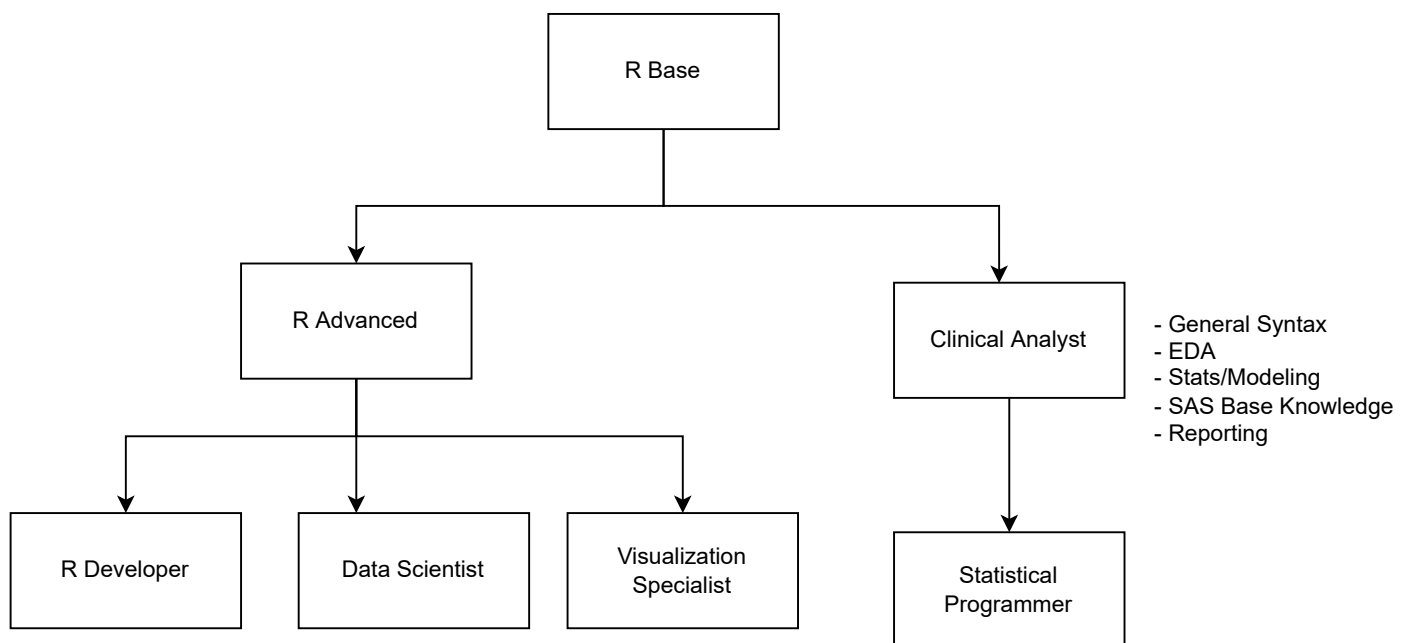 R Base
R Advanced
Clinical Analyst
- General Syntax
- EDA
- Stats/Modeling
- SAS Base Knowledge
- Reporting
R Developer
Data Scientist
Visualization
Specialist
Statistical
Programmer